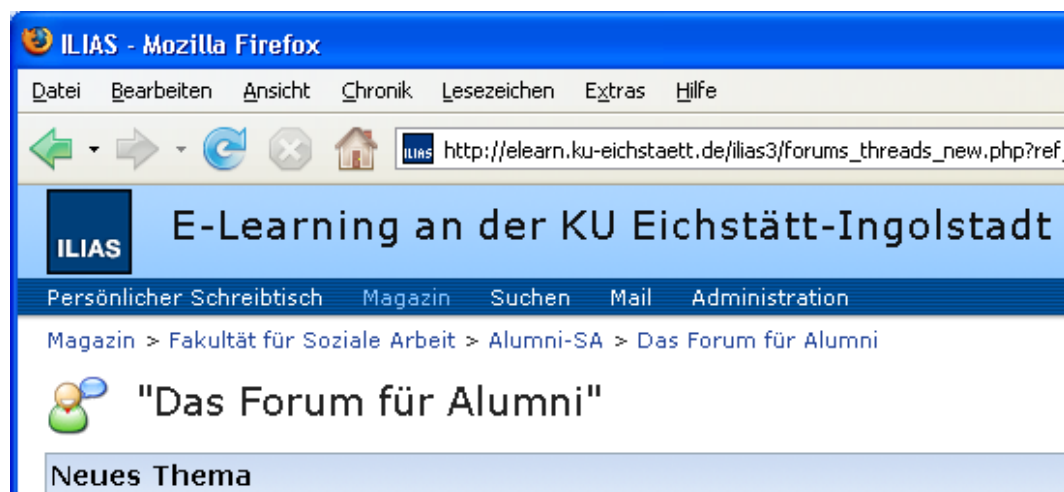 ILIAS - Mozilla Firefox
Datei Bearbeiten Ansicht Chronik Lesezeichen Extras Hilfe
ILIAS http://elearn.ku-eichstaett.de/ilias3/forums_threads_new.php?ref_
ILIAS E-Learning an der KU Eichstätt-Ingolstadt
Persönlicher Schreibtisch Magazin Suchen Mail Administration
Magazin > Fakultät für Soziale Arbeit > Alumni-SA > Das Forum für Alumni
"Das Forum für Alumni"
Neues Thema